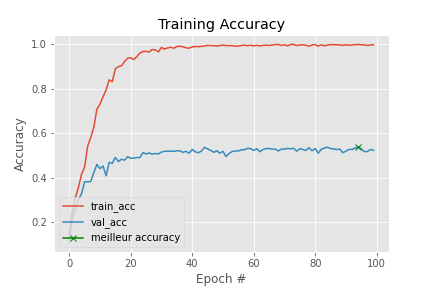 Training Accuracy
1.0
0.8
0.6
0.4
0.2
Accuracy
train_acc
val_acc
meilleur accuracy
0 20 40 60 80 100
Epoch #